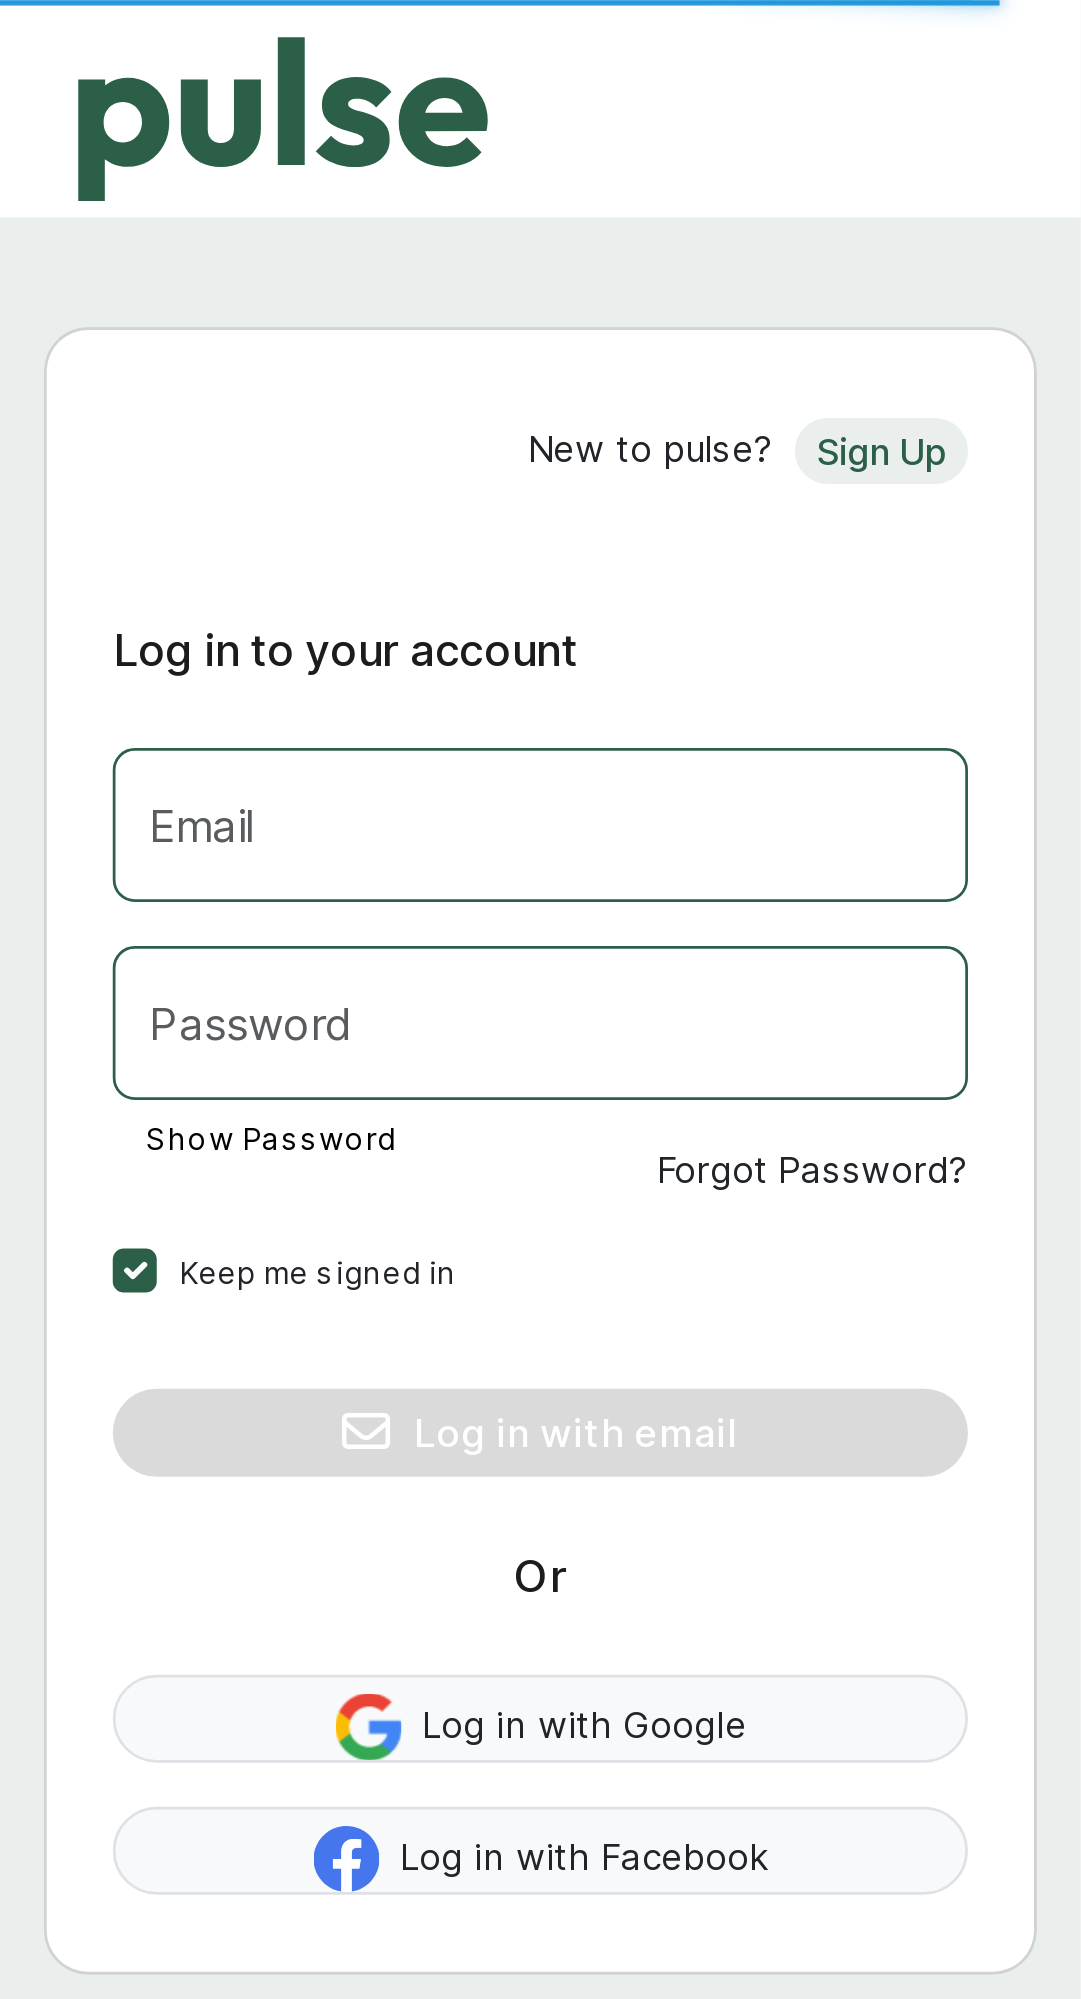 pulse
New to pulse? Sign Up
Log in to your account
Email
Password
Show Password
Forgot Password?
Keep me signed in
Log in with email
Or
Log in with Google
Log in with Facebook